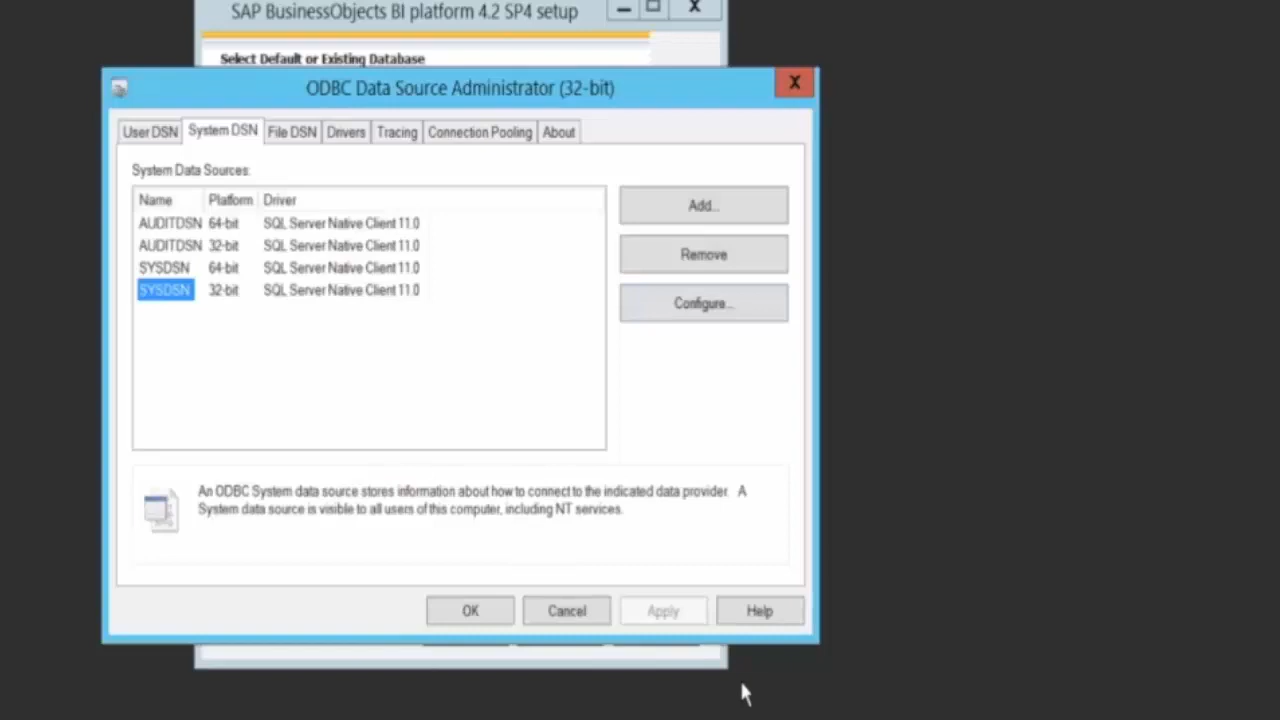 SAP BusinessObjects BI platform 4.2 SP4 setup
Select Default or Existing Database
ODBC Data Source Administrator (32-bit)
User DSN System DSN File DSN Drivers Tracing Connection Pooling About
System Data Sources:
Name Platform Driver
AUDITDSN 64-bit SQL Server Native Client 11.0
AUDITDSN 32-bit SQL Server Native Client 11.0
SYSDSN 64-bit SQL Server Native Client 11.0
SYSDSN 32-bit SQL Server Native Client 11.0
Add...
Remove
Configure...
An ODBC System data source stores information about how to connect to the indicated data provider. A
System data source is visible to all users of this computer, including NT services.
OK Cancel Apply Help